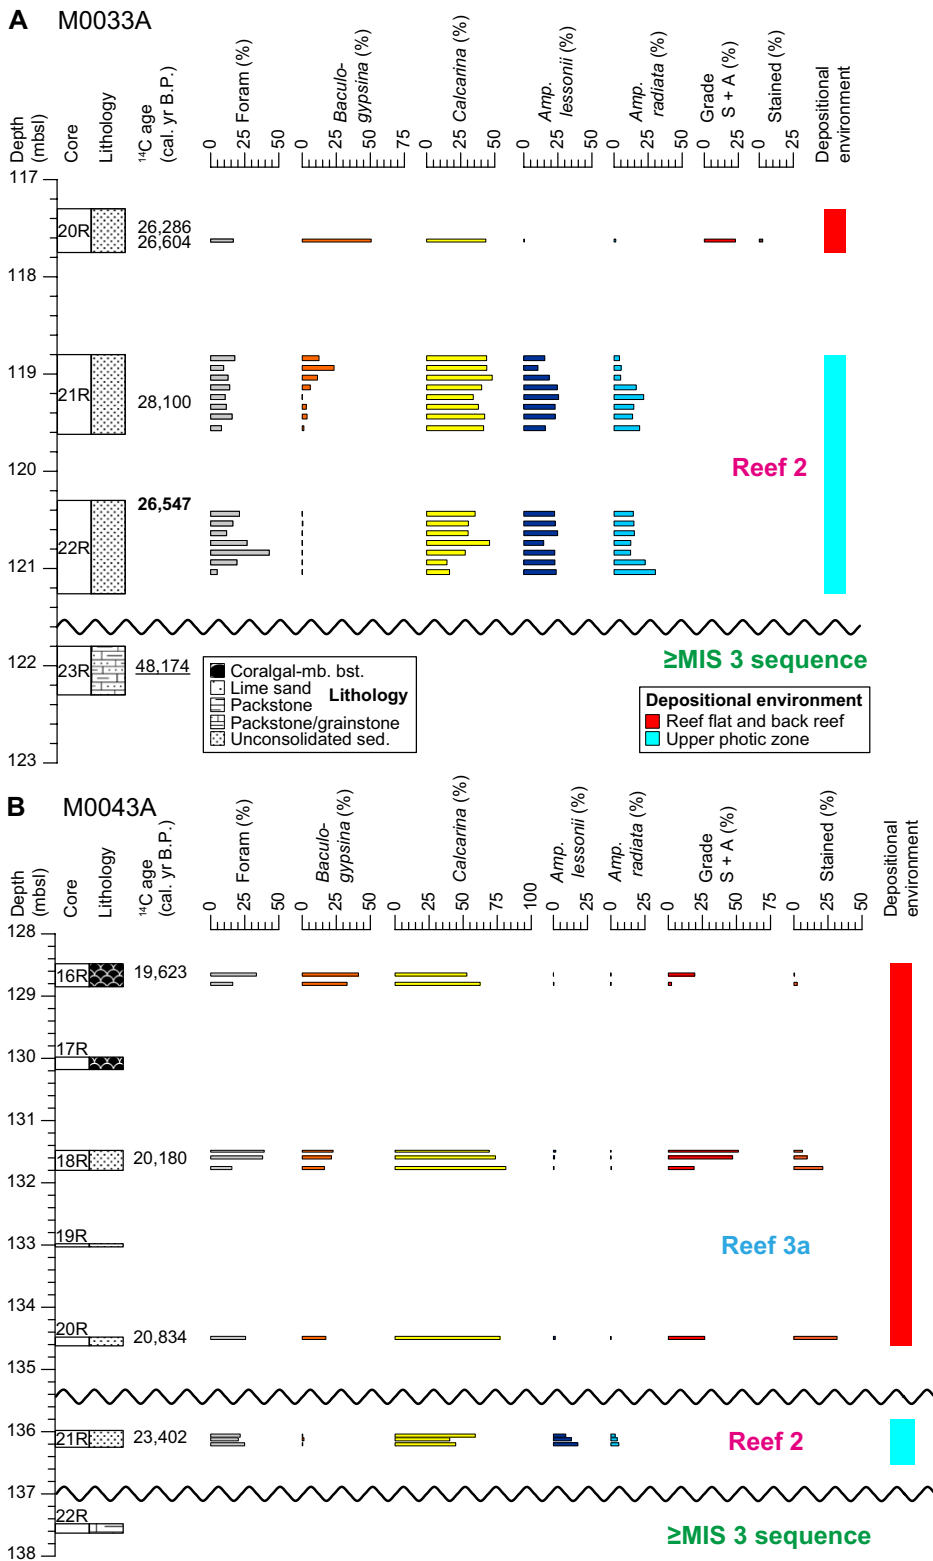 A M0033A
Depth (mbsl)
Core
Lithology
14C age (cal. yr B.P.)
Foram (%)
Baculo-gypsina (%)
Calcarina (%)
Amp. lessonii (%)
Amp. radiata (%)
Grade S + A (%)
Stained (%)
Depositional environment
0 25 50
0 25 50 75
0 25 50
0 25 50
0 25 50
0 25
0 25
117
20R 26,286
26,604
118
119
21R 28,100
120
Reef 2
26,547
22R
121
≥MIS 3 sequence
122
23R 48,174
123
Coralgal-mb. bst.
Lime sand
Lithology
Packstone
Packstone/grainstone
Unconsolidated sed.
Depositional environment
Reef flat and back reef
Upper photic zone
B M0043A
Depth (mbsl)
Core
Lithology
14C age (cal. yr B.P.)
Foram (%)
Baculo-gypsina (%)
Calcarina (%)
Amp. lessonii (%)
Amp. radiata (%)
Grade S + A (%)
Stained (%)
Depositional environment
0 25 50
0 25 50
0 25 50 75 100
0 25
0 25
0 25 50 75
0 25 50
128
16R 19,623
129
17R
130
131
18R 20,180
132
19R
133
Reef 3a
134
20R 20,834
135
136
21R 23,402
Reef 2
137
22R
≥MIS 3 sequence
138